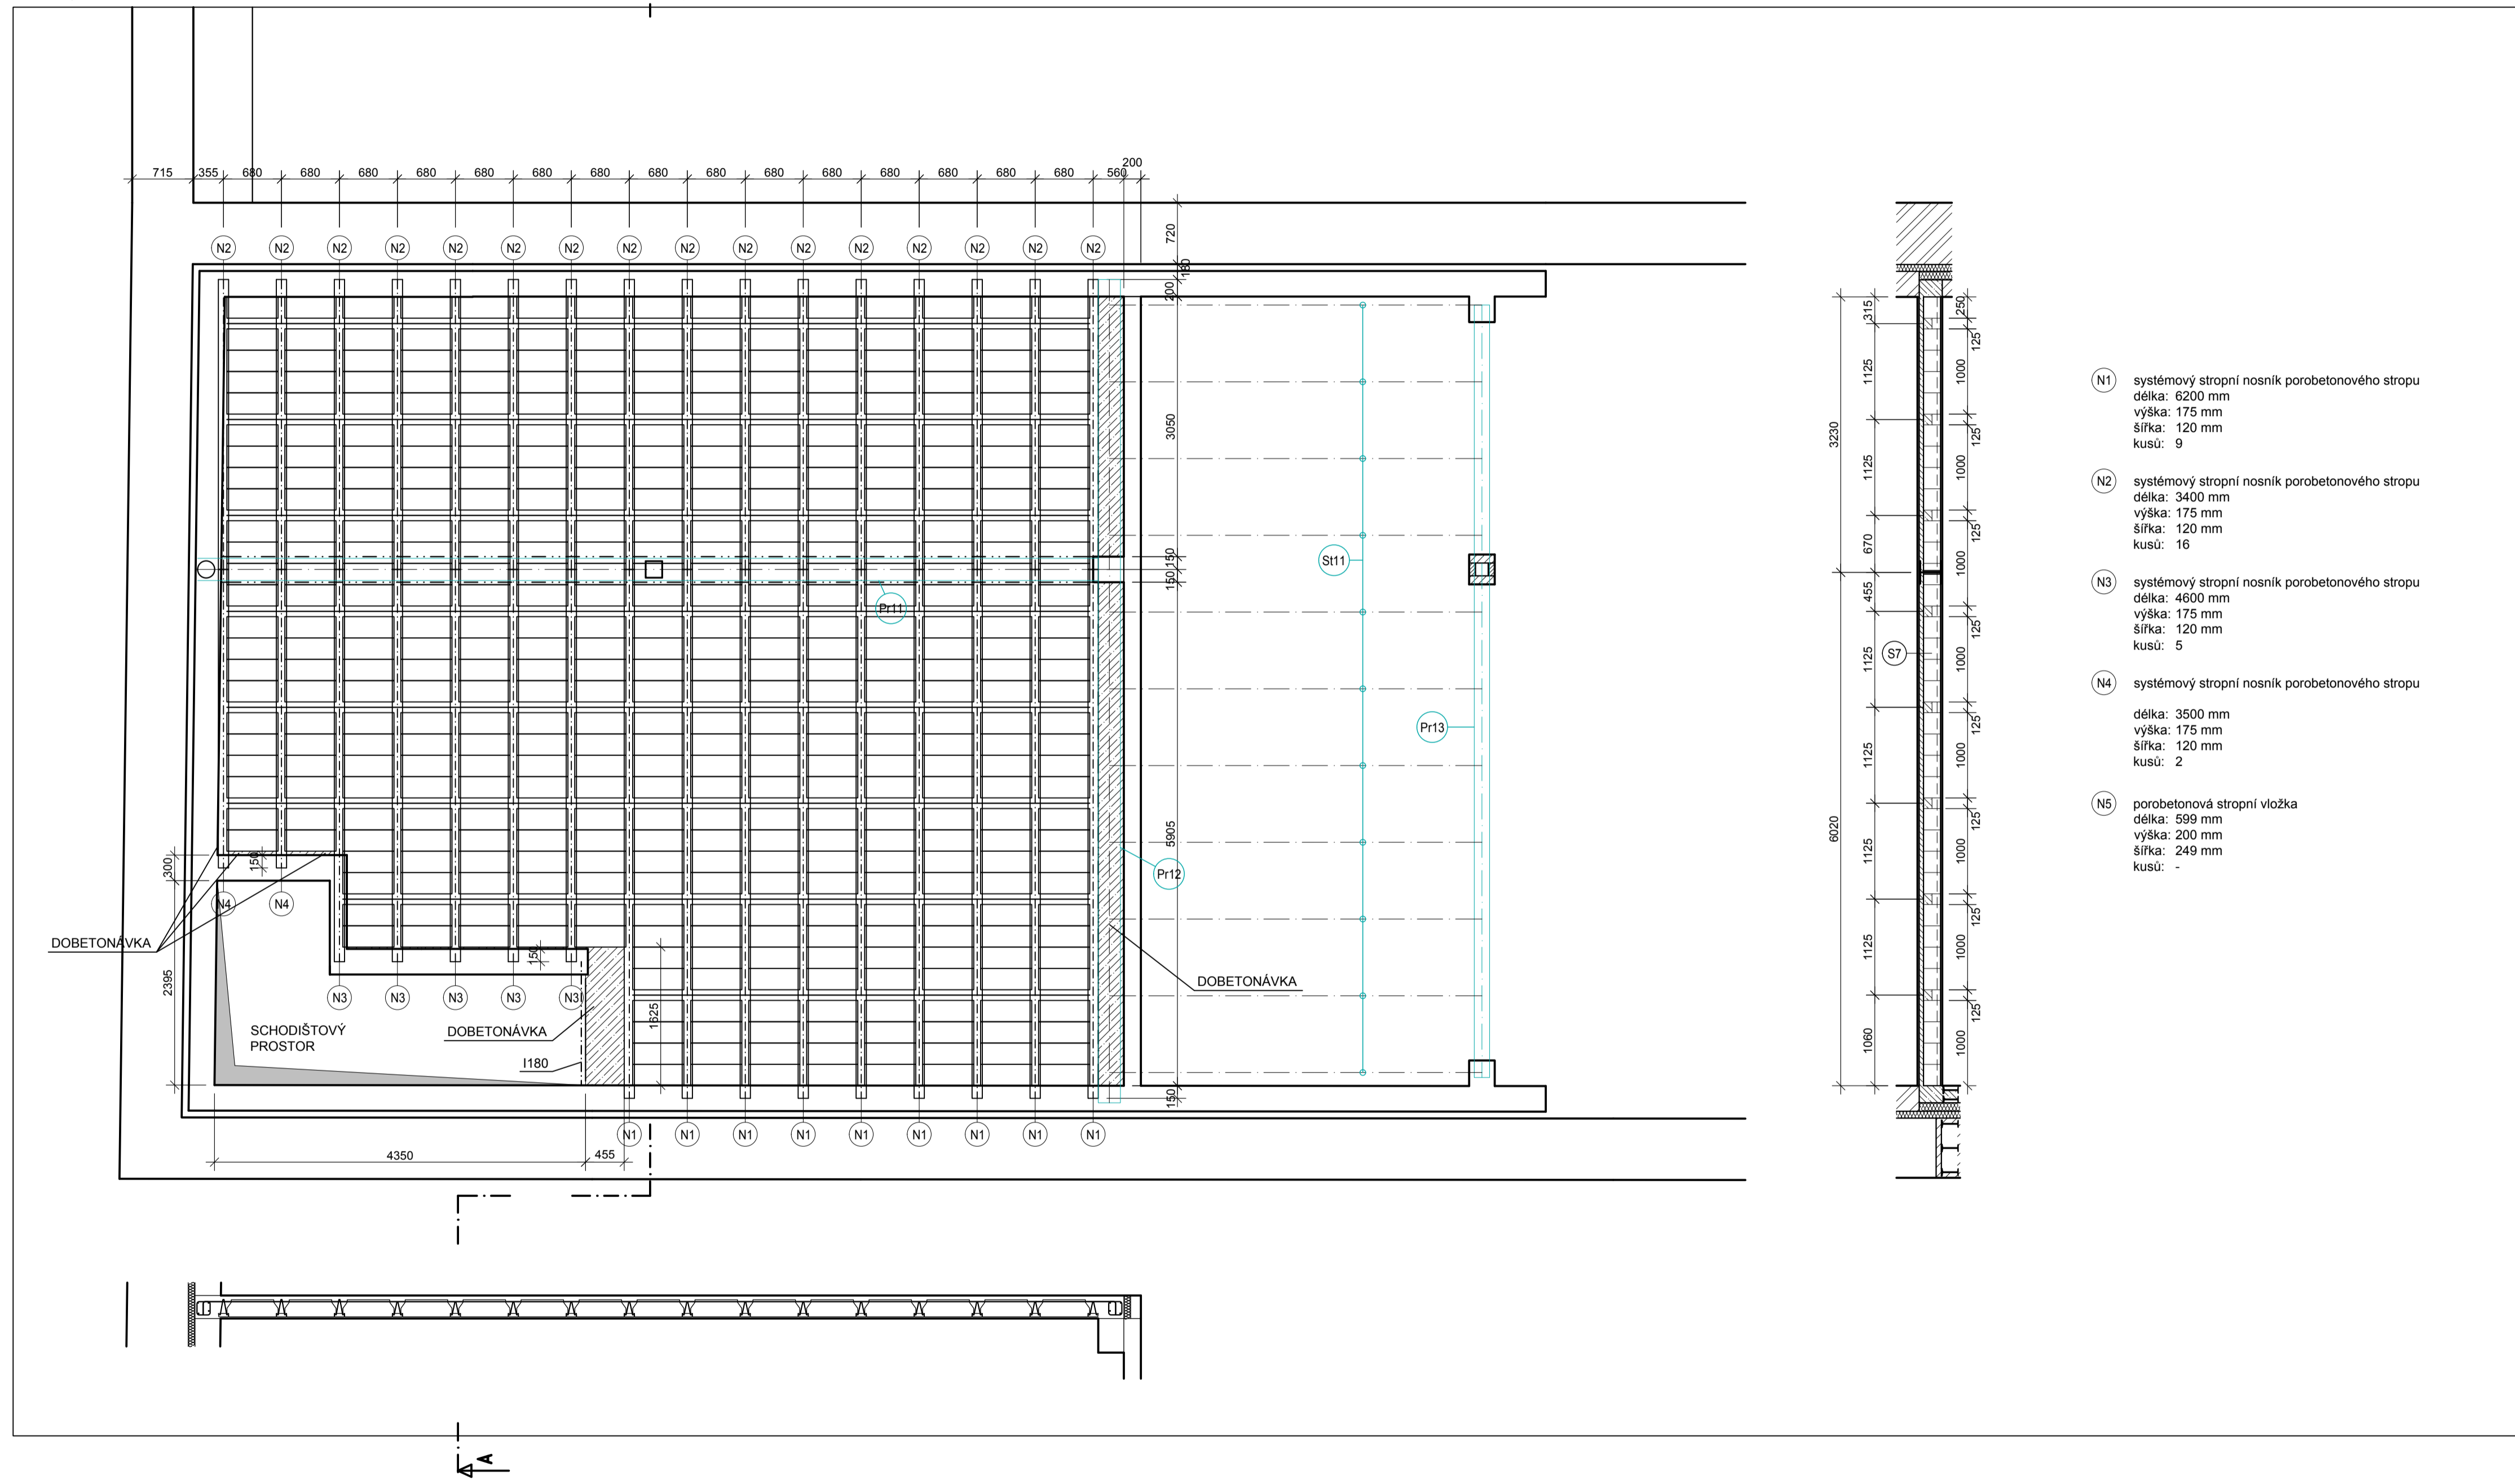 200
715 355 680 680 680 680 680 680 680 680 680 680 680 680 680 680 680 560
N2 N2 N2 N2 N2 N2 N2 N2 N2 N2 N2 N2 N2 N2 N2 N2
720
180
200
3050
150
150
5905
150
Pr11
St11
Pr13
Pr12
300
150
N4 N4
DOBETONÁVKA
2395
150
N3 N3 N3 N3 N3
SCHODIŠTOVÝ
PROSTOR
DOBETONÁVKA
I180
1625
DOBETONÁVKA
N1 N1 N1 N1 N1 N1 N1 N1 N1
4350 455
A
3230
6020
315
1125
1125
670
455
1125
1125
1125
1125
1060
S7
250
125
1000
125
1000
125
1000
125
1000
125
1000
125
1000
125
1000
125
1000
N1 systémový stropní nosník porobetonového stropu
délka: 6200 mm
výška: 175 mm
šířka: 120 mm
kusů: 9
N2 systémový stropní nosník porobetonového stropu
délka: 3400 mm
výška: 175 mm
šířka: 120 mm
kusů: 16
N3 systémový stropní nosník porobetonového stropu
délka: 4600 mm
výška: 175 mm
šířka: 120 mm
kusů: 5
N4 systémový stropní nosník porobetonového stropu
délka: 3500 mm
výška: 175 mm
šířka: 120 mm
kusů: 2
N5 porobetonová stropní vložka
délka: 599 mm
výška: 200 mm
šířka: 249 mm
kusů: -